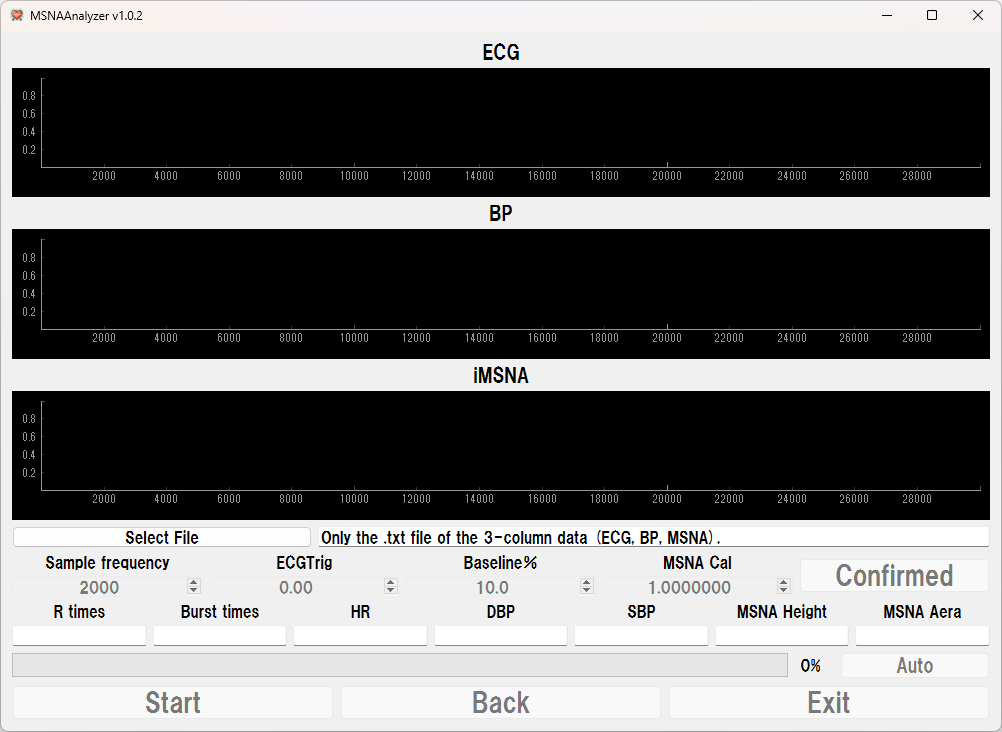 MSNAAnalyzer v1.0.2
ECG
0.8
0.6
0.4
0.2
2000 4000 6000 8000 10000 12000 14000 16000 18000 20000 22000 24000 26000 28000
BP
0.8
0.6
0.4
0.2
2000 4000 6000 8000 10000 12000 14000 16000 18000 20000 22000 24000 26000 28000
iMSNA
0.8
0.6
0.4
0.2
2000 4000 6000 8000 10000 12000 14000 16000 18000 20000 22000 24000 26000 28000
Select File Only the .txt file of the 3-column data (ECG, BP, MSNA).
Sample frequency ECGTrig Baseline% MSNA Cal Confirmed
2000 0.00 10.0 1.0000000
R times Burst times HR DBP SBP MSNA Height MSNA Aera
0% Auto
Start Back Exit